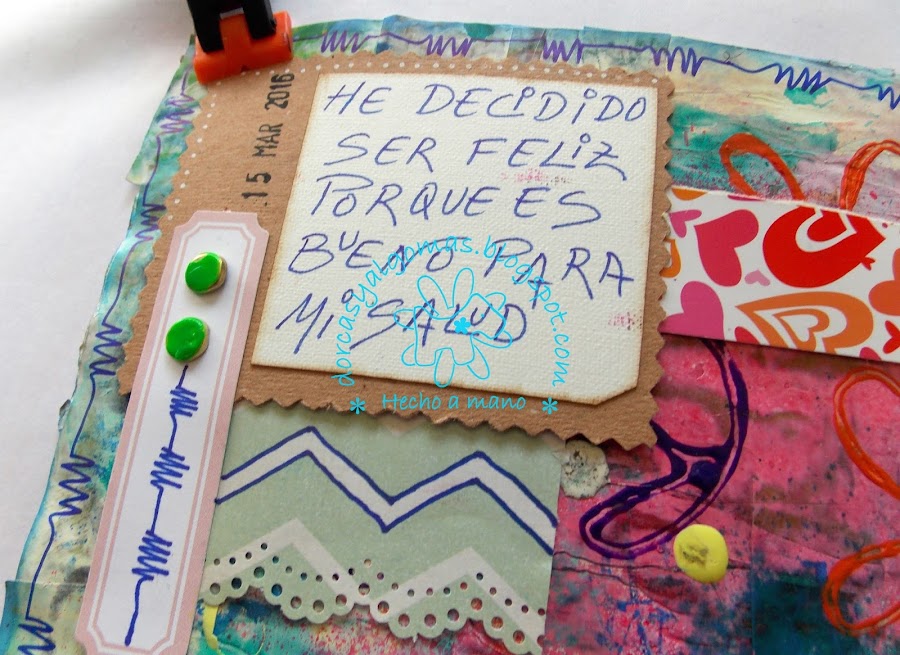 15 MAR 2016
HE DECIDIDO
SER FELIZ
PORQUE ES
BUENO PARA
MI SALUD
dorcasyalgomas.blogspot.com
* Hecho a mano *